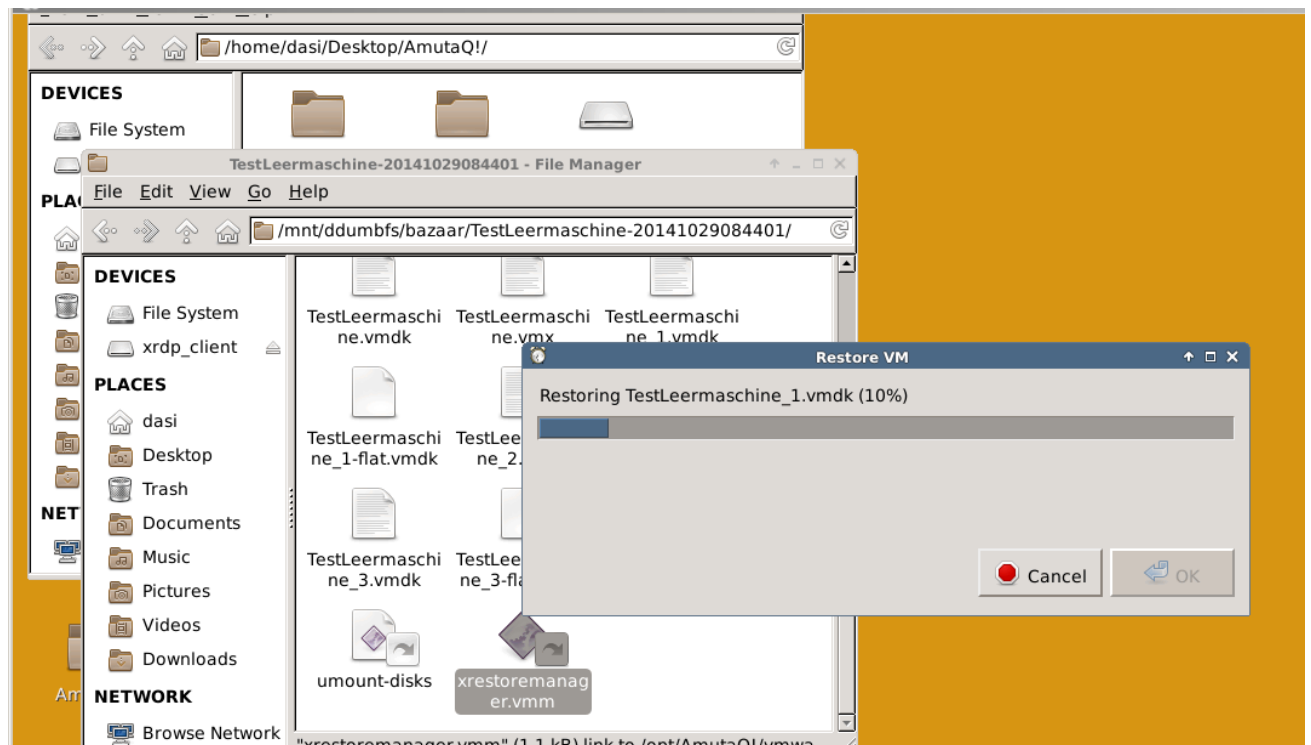 /home/dasi/Desktop/AmutaQ!/
DEVICES
File System
TestLeermaschine-20141029084401 - File Manager
File Edit View Go Help
/mnt/ddumbfs/bazaar/TestLeermaschine-20141029084401/
DEVICES
File System
xrdp_client
PLACES
dasi
Desktop
Trash
Documents
Music
Pictures
Videos
Downloads
NETWORK
Browse Network
TestLeermaschi
ne.vmdk
TestLeermaschi
ne.vmx
TestLeermaschi
ne_1.vmdk
TestLeermaschi
ne_1-flat.vmdk
TestLee
ne_2.
TestLeermaschi
ne_3.vmdk
TestLee
ne_3-fla
umount-disks
xrestoremanag
er.vmm
"xrestoremanager.vmm" (1.1 kB) link to /opt/AmutaQ!/vmwa
Restore VM
Restoring TestLeermaschine_1.vmdk (10%)
Cancel
OK
PLA
NET
Am